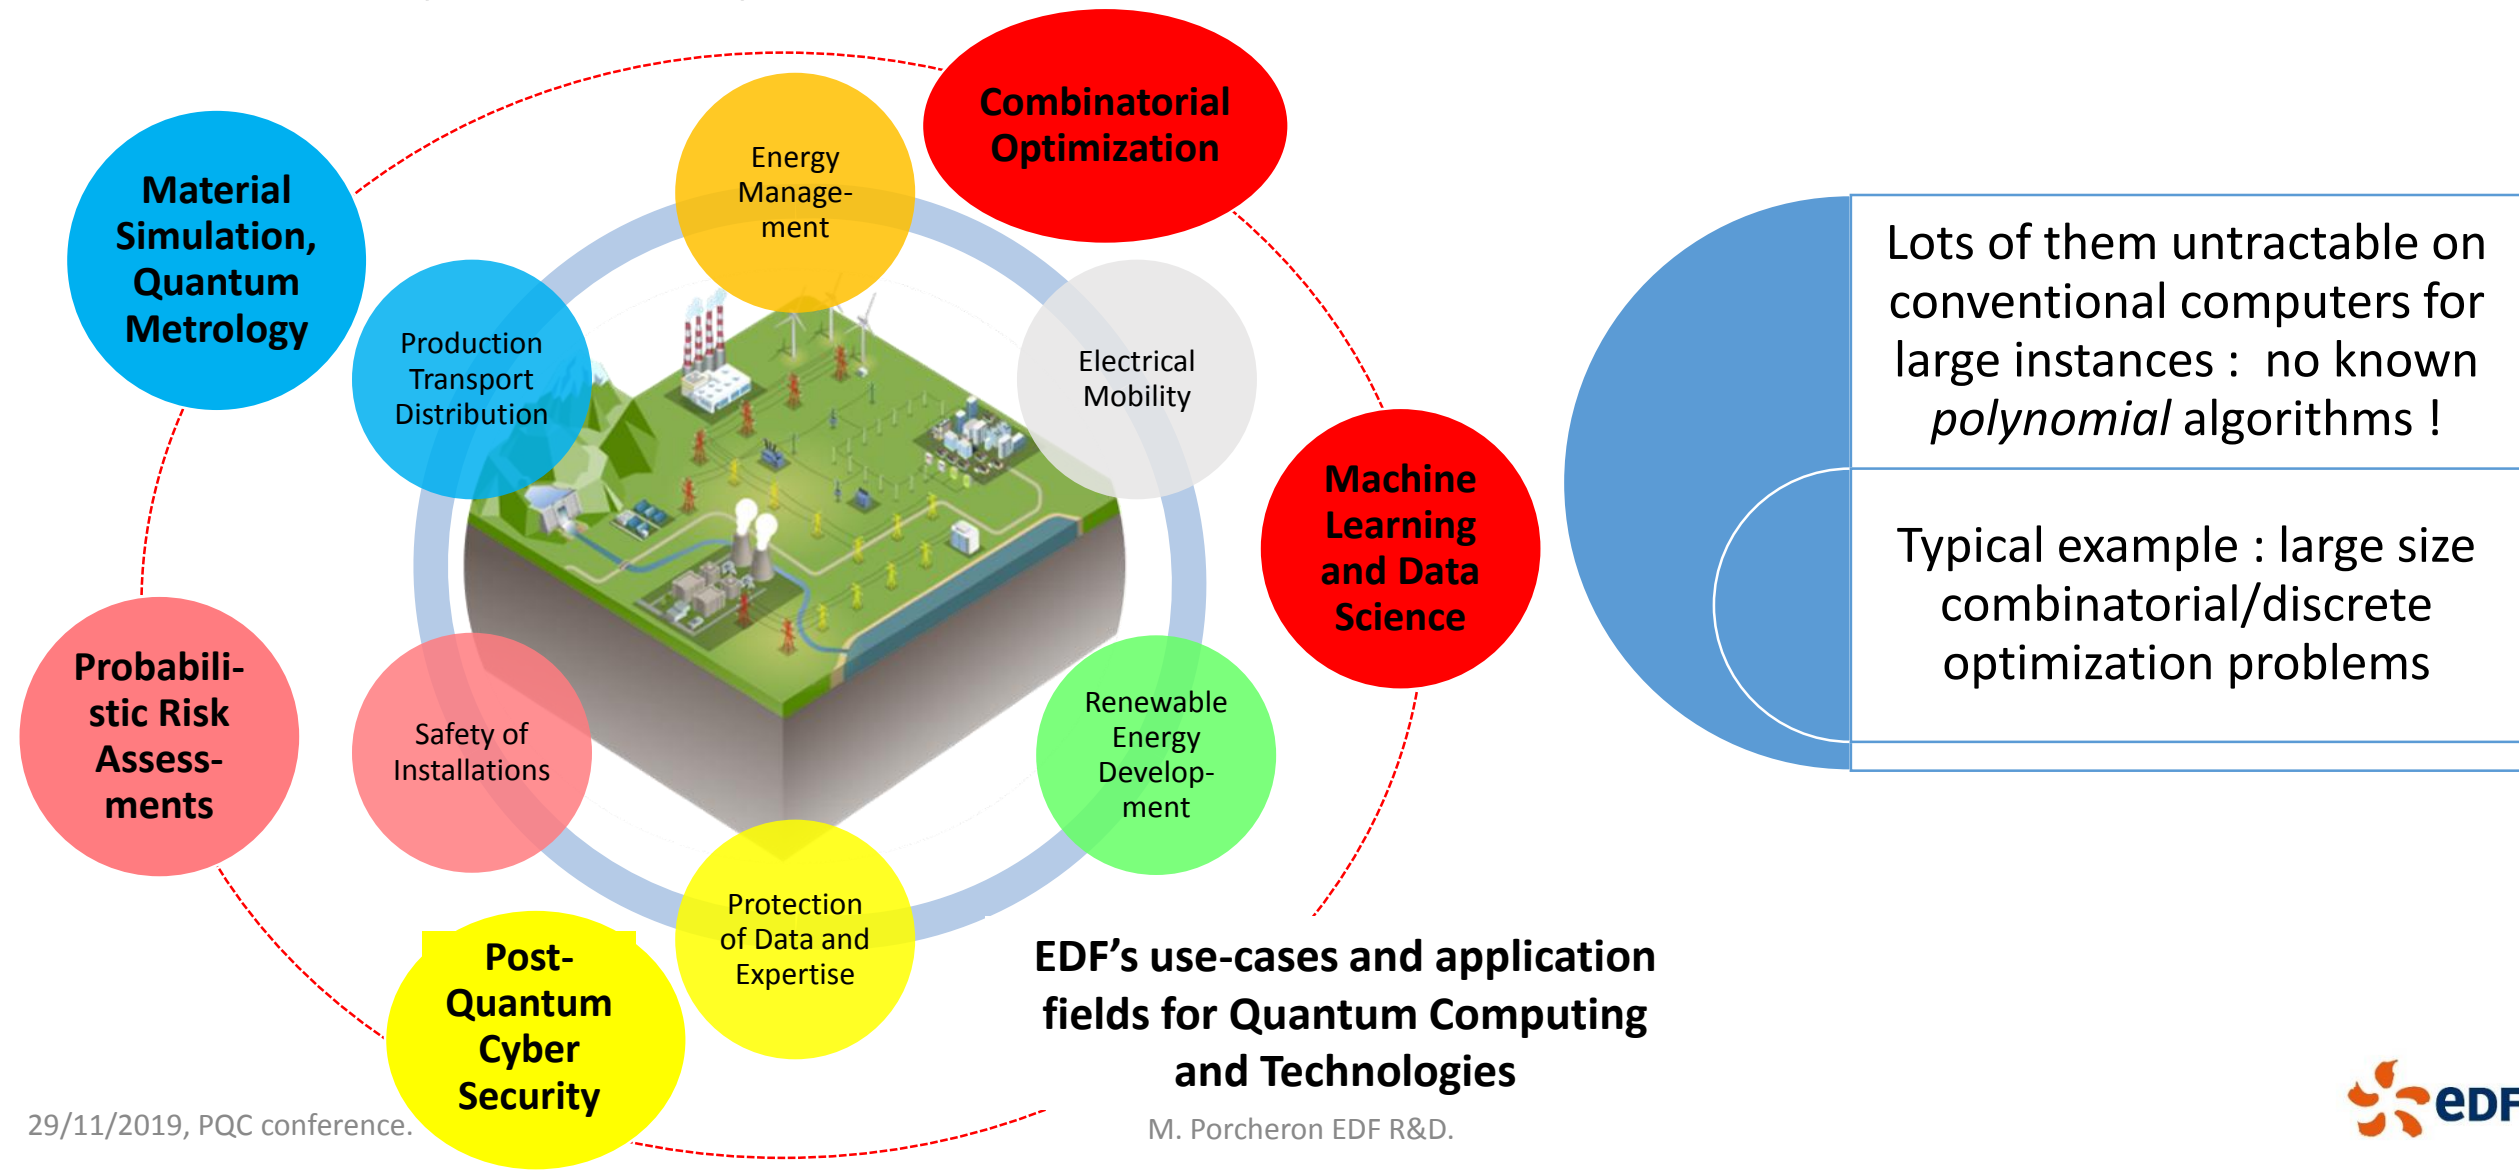 Combinatorial
Optimization
Energy
Manage-
ment
Material
Simulation,
Quantum
Metrology
Production
Transport
Distribution
Electrical
Mobility
Machine
Learning
and Data
Science
Renewable
Energy
Develop-
ment
Probabili-
stic Risk
Assess-
ments
Safety of
Installations
Protection
of Data and
Expertise
Post-
Quantum
Cyber
Security
EDF’s use-cases and application
fields for Quantum Computing
and Technologies
Lots of them untractable on
conventional computers for
large instances : no known
polynomial algorithms !
Typical example : large size
combinatorial/discrete
optimization problems
29/11/2019, PQC conference.
M. Porcheron EDF R&D.
eDF